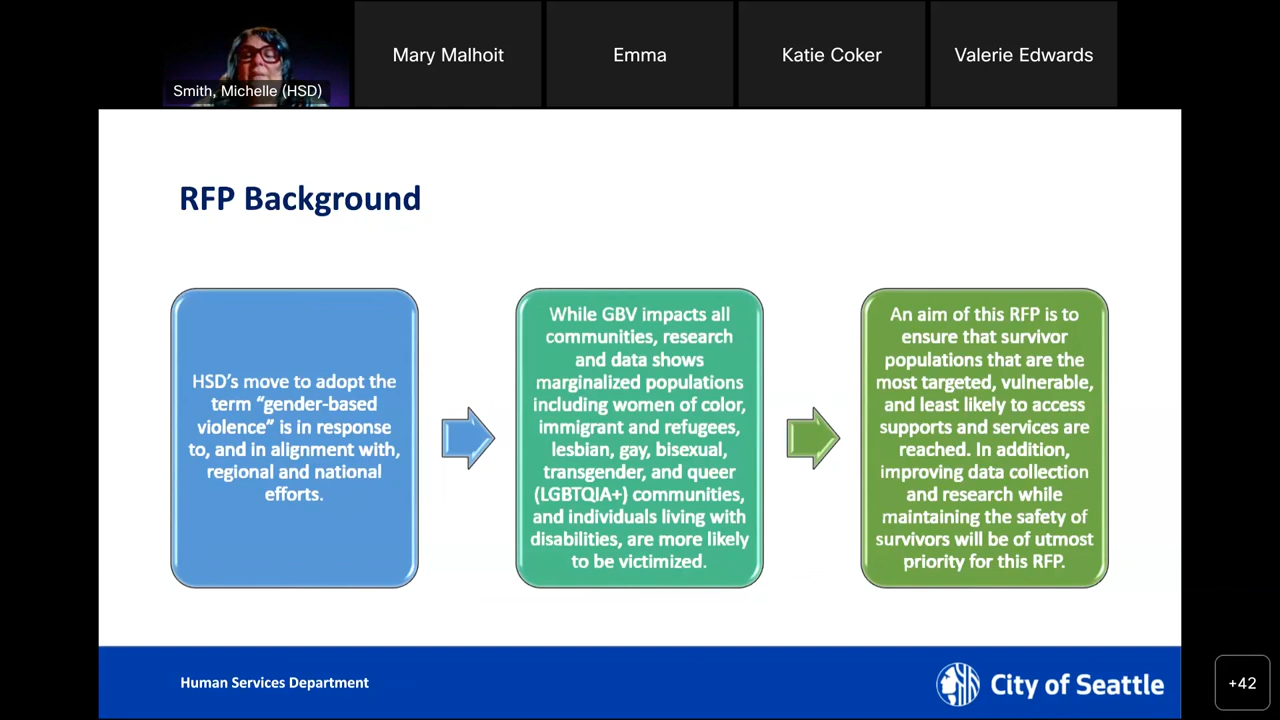 Smith, Michelle (HSD)
Mary Malhoit
Emma
Katie Coker
Valerie Edwards
RFP Background
HSD's move to adopt the
term “gender-based
violence” is in response
to, and in alignment with,
regional and national
efforts.
While GBV impacts all
communities, research
and data shows
marginalized populations
including women of color,
immigrant and refugees,
lesbian, gay, bisexual,
transgender, and queer
(LGBTQIA+) communities,
and individuals living with
disabilities, are more likely
to be victimized.
An aim of this RFP is to
ensure that survivor
populations that are the
most targeted, vulnerable,
and least likely to access
supports and services are
reached. In addition,
improving data collection
and research while
maintaining the safety of
survivors will be of utmost
priority for this RFP.
Human Services Department
City of Seattle
+42